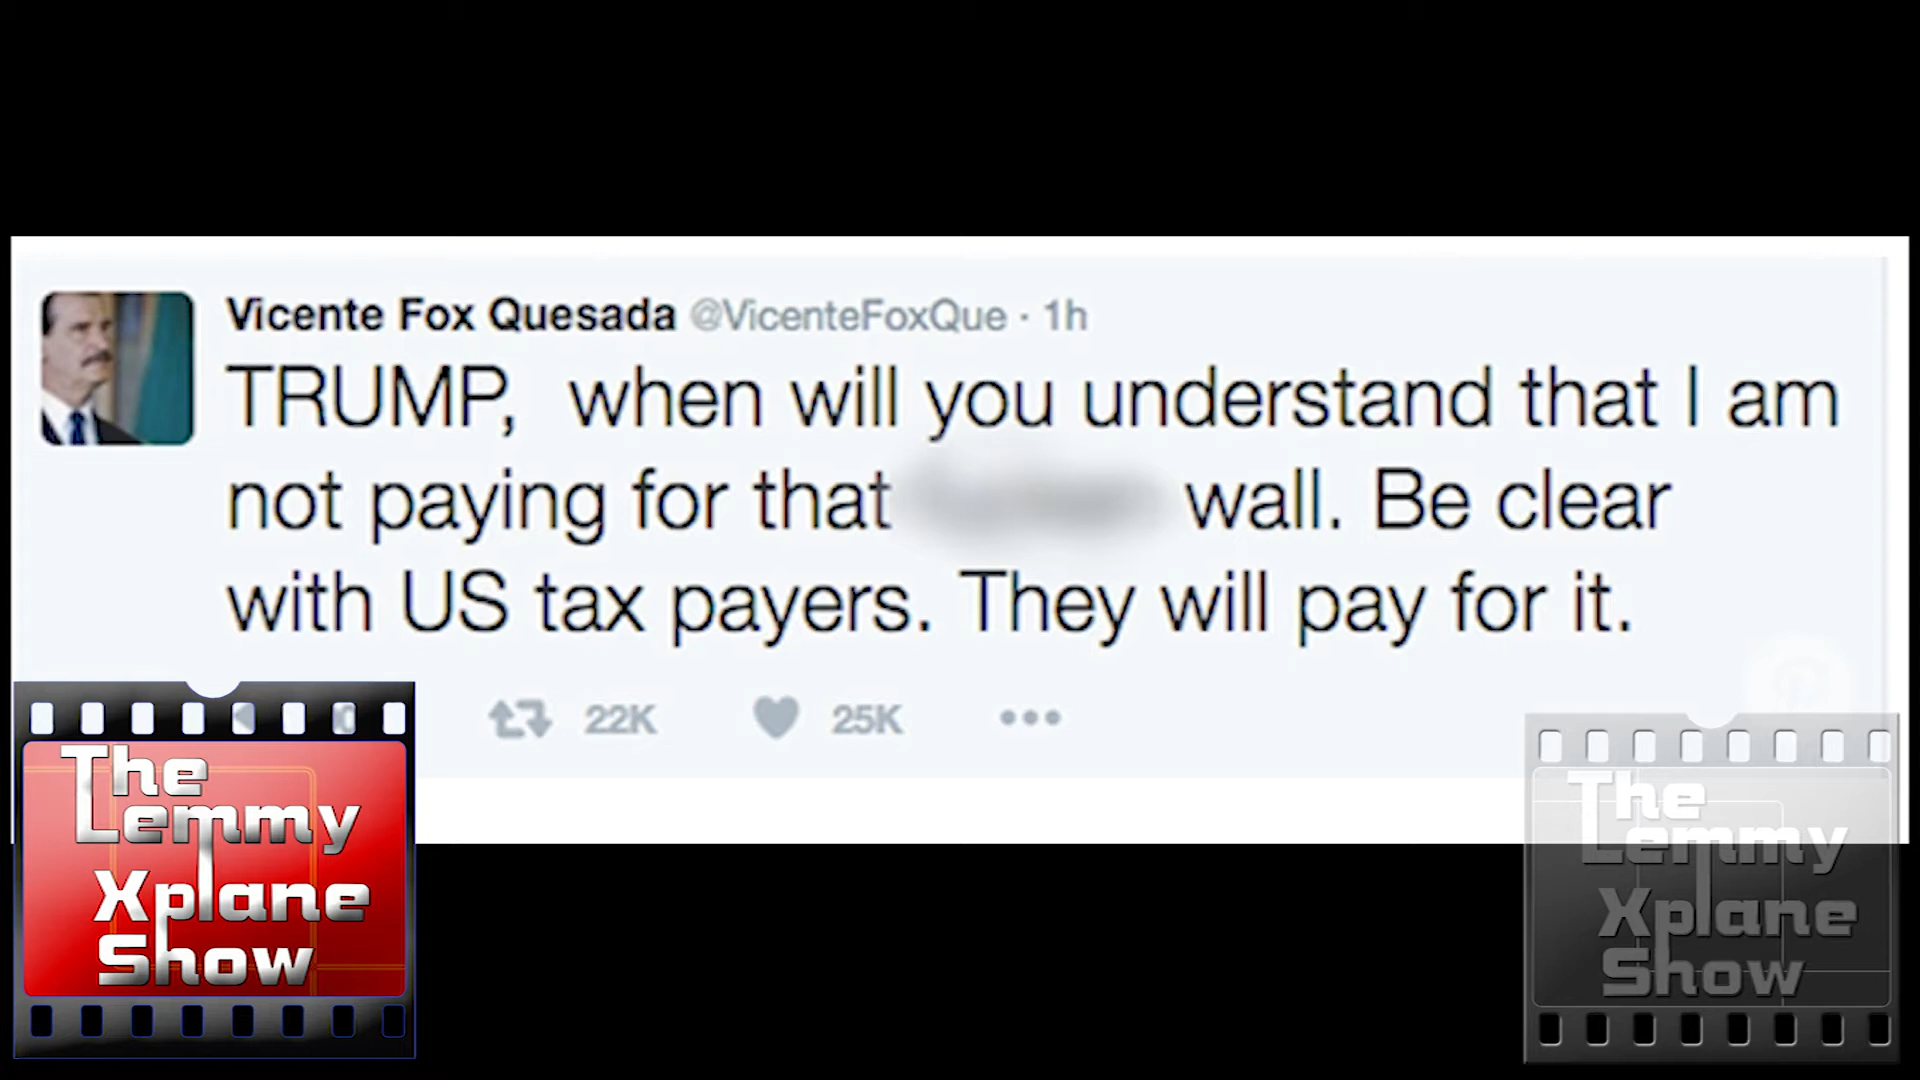 Vicente Fox Quesada @VicenteFoxQue · 1h
TRUMP, when will you understand that I am
not paying for that wall. Be clear
with US tax payers. They will pay for it.
22K 25K
The
Lemmy
Xplane
Show
The
Lemmy
Xplane
Show